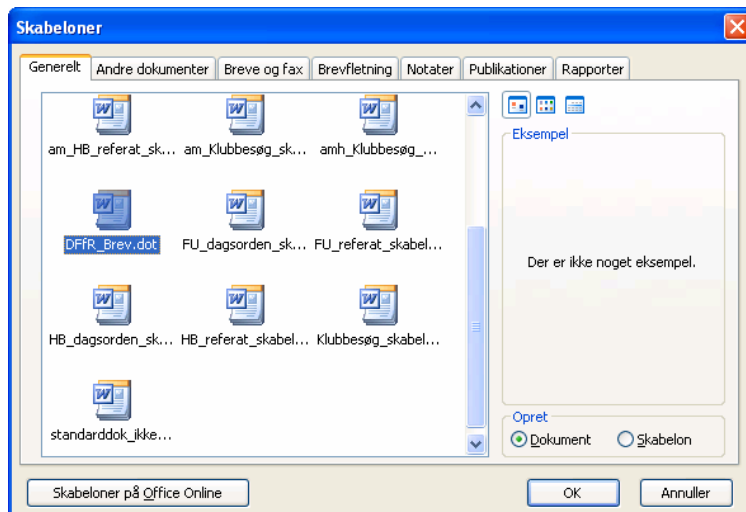 Skabeloner
Generelt Andre dokumenter Breve og fax Brevfletning Notater Publikationer Rapporter
am_HB_referat_sk... am_Klubbesøg_sk... amh_Klubbesøg_...
DFfR_Brev.dot FU_dagsorden_sk... FU_referat_skabel...
HB_dagsorden_sk... HB_referat_skabel... Klubbesøg_skabel...
standarddok_ikke...
Eksempel
Der er ikke noget eksempel.
Opret
Dokument Skabelon
Skabeloner på Office Online OK Annuller